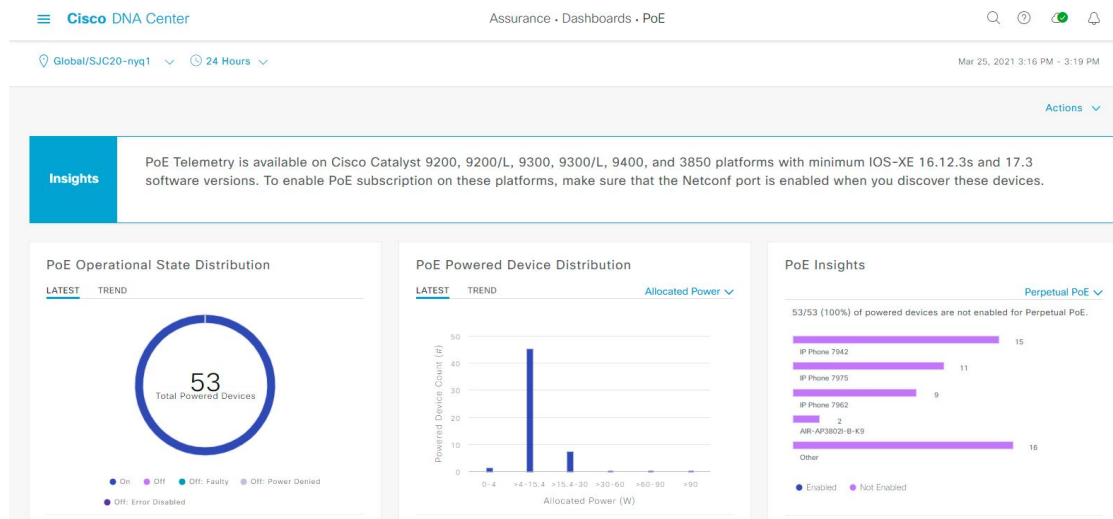 Cisco DNA Center
Assurance • Dashboards • PoE
Global/SJC20-nyq1
24 Hours
Mar 25, 2021 3:16 PM - 3:19 PM
Actions
Insights
PoE Telemetry is available on Cisco Catalyst 9200, 9200/L, 9300, 9300/L, 9400, and 3850 platforms with minimum IOS-XE 16.12.3s and 17.3
software versions. To enable PoE subscription on these platforms, make sure that the Netconf port is enabled when you discover these devices.
PoE Operational State Distribution
LATEST TREND
53
Total Powered Devices
On Off Off: Faulty Off: Power Denied
Off: Error Disabled
PoE Powered Device Distribution
LATEST TREND
Allocated Power
Powered Device Count (#)
50
40
30
20
10
0
0-4 >4-15.4 >15.4-30 >30-60 >60-90 >90
Allocated Power (W)
PoE Insights
Perpetual PoE
53/53 (100%) of powered devices are not enabled for Perpetual PoE.
15
IP Phone 7942
11
IP Phone 7975
9
IP Phone 7962
2
AIR-AP3802I-B-K9
16
Other
Enabled Not Enabled